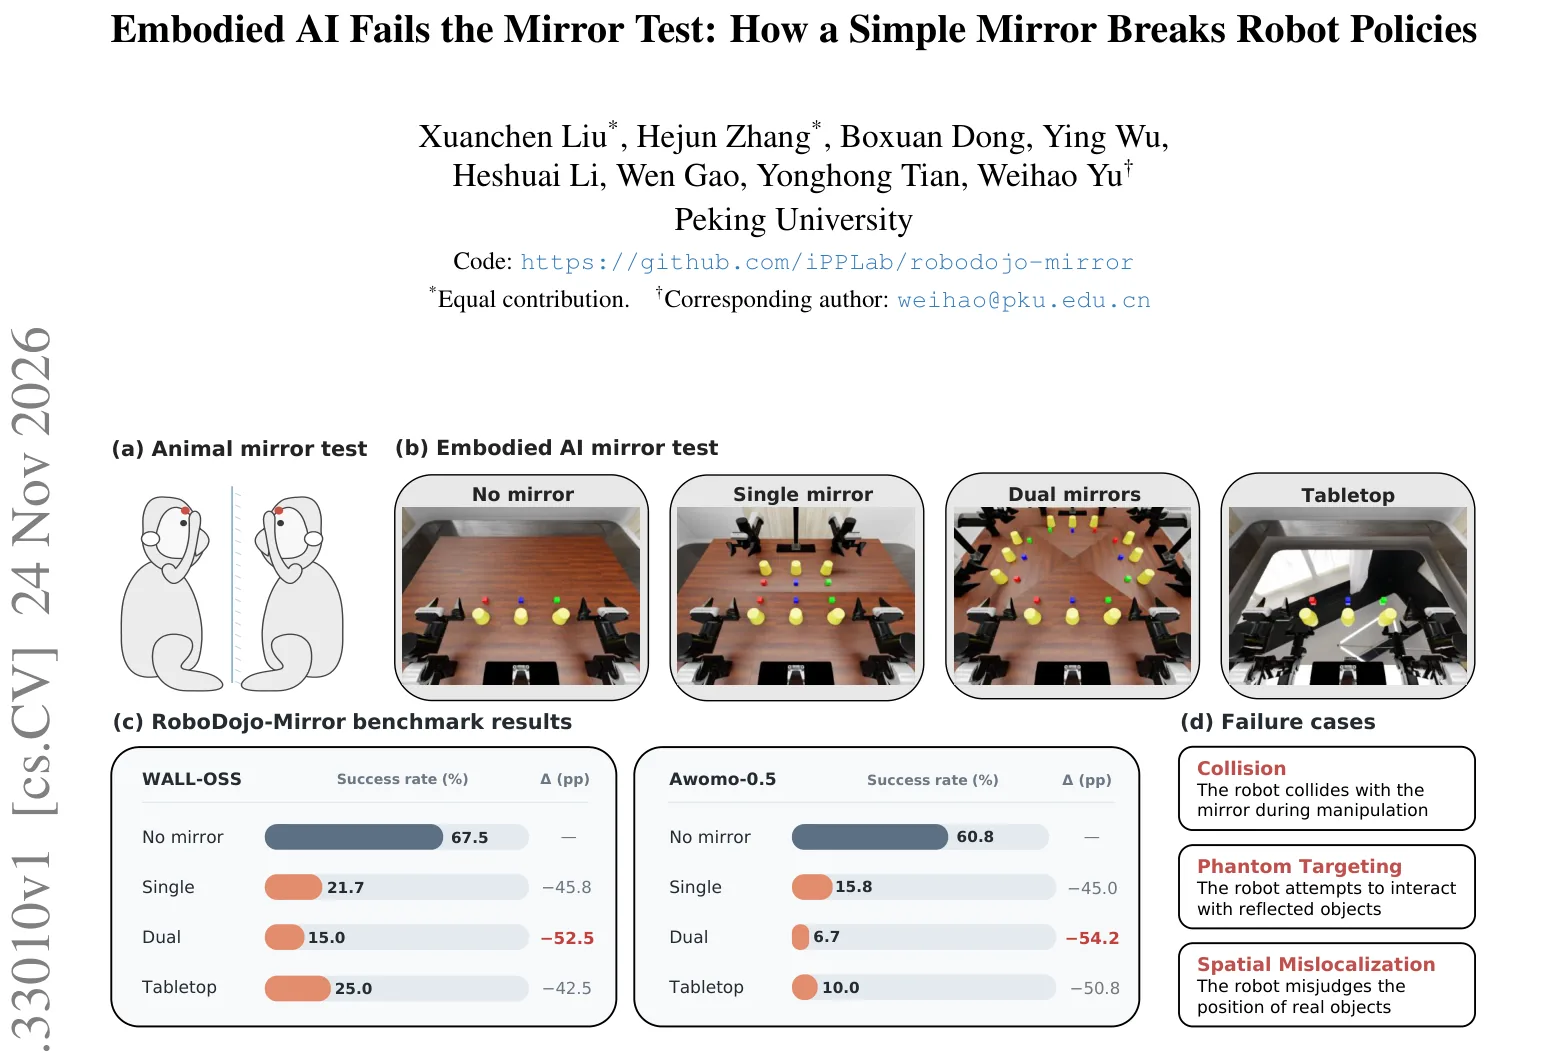 Embodied AI Fails the Mirror Test: How a Simple Mirror Breaks Robot Policies
Xuanchen Liu*, Hejun Zhang*, Boxuan Dong, Ying Wu,
Heshuai Li, Wen Gao, Yonghong Tian, Weihao Yu†
Peking University
Code: https://github.com/iPPLab/robodojo-mirror
*Equal contribution. †Corresponding author: weihao@pku.edu.cn
.33010v1 [cs.CV] 24 Nov 2026
(a) Animal mirror test
(b) Embodied AI mirror test
No mirror
Single mirror
Dual mirrors
Tabletop
(c) RoboDojo-Mirror benchmark results
WALL-OSS Success rate (%) Δ (pp)
No mirror 67.5 —
Single 21.7 −45.8
Dual 15.0 −52.5
Tabletop 25.0 −42.5
Awomo-0.5 Success rate (%) Δ (pp)
No mirror 60.8 —
Single 15.8 −45.0
Dual 6.7 −54.2
Tabletop 10.0 −50.8
(d) Failure cases
Collision
The robot collides with the
mirror during manipulation
Phantom Targeting
The robot attempts to interact
with reflected objects
Spatial Mislocalization
The robot misjudges the
position of real objects